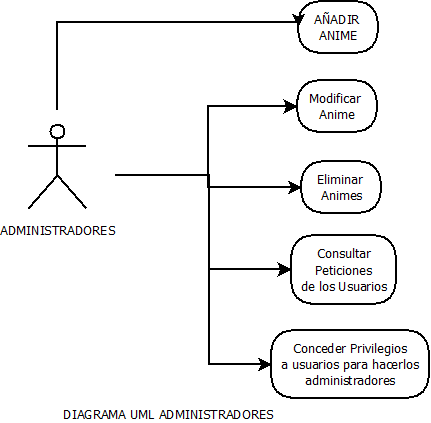 AÑADIR
ANIME
Modificar
Anime
Eliminar
Animes
ADMINISTRADORES
Consultar
Peticiones
de los Usuarios
Conceder Privilegios
a usuarios para hacerlos
administradores
DIAGRAMA UML ADMINISTRADORES